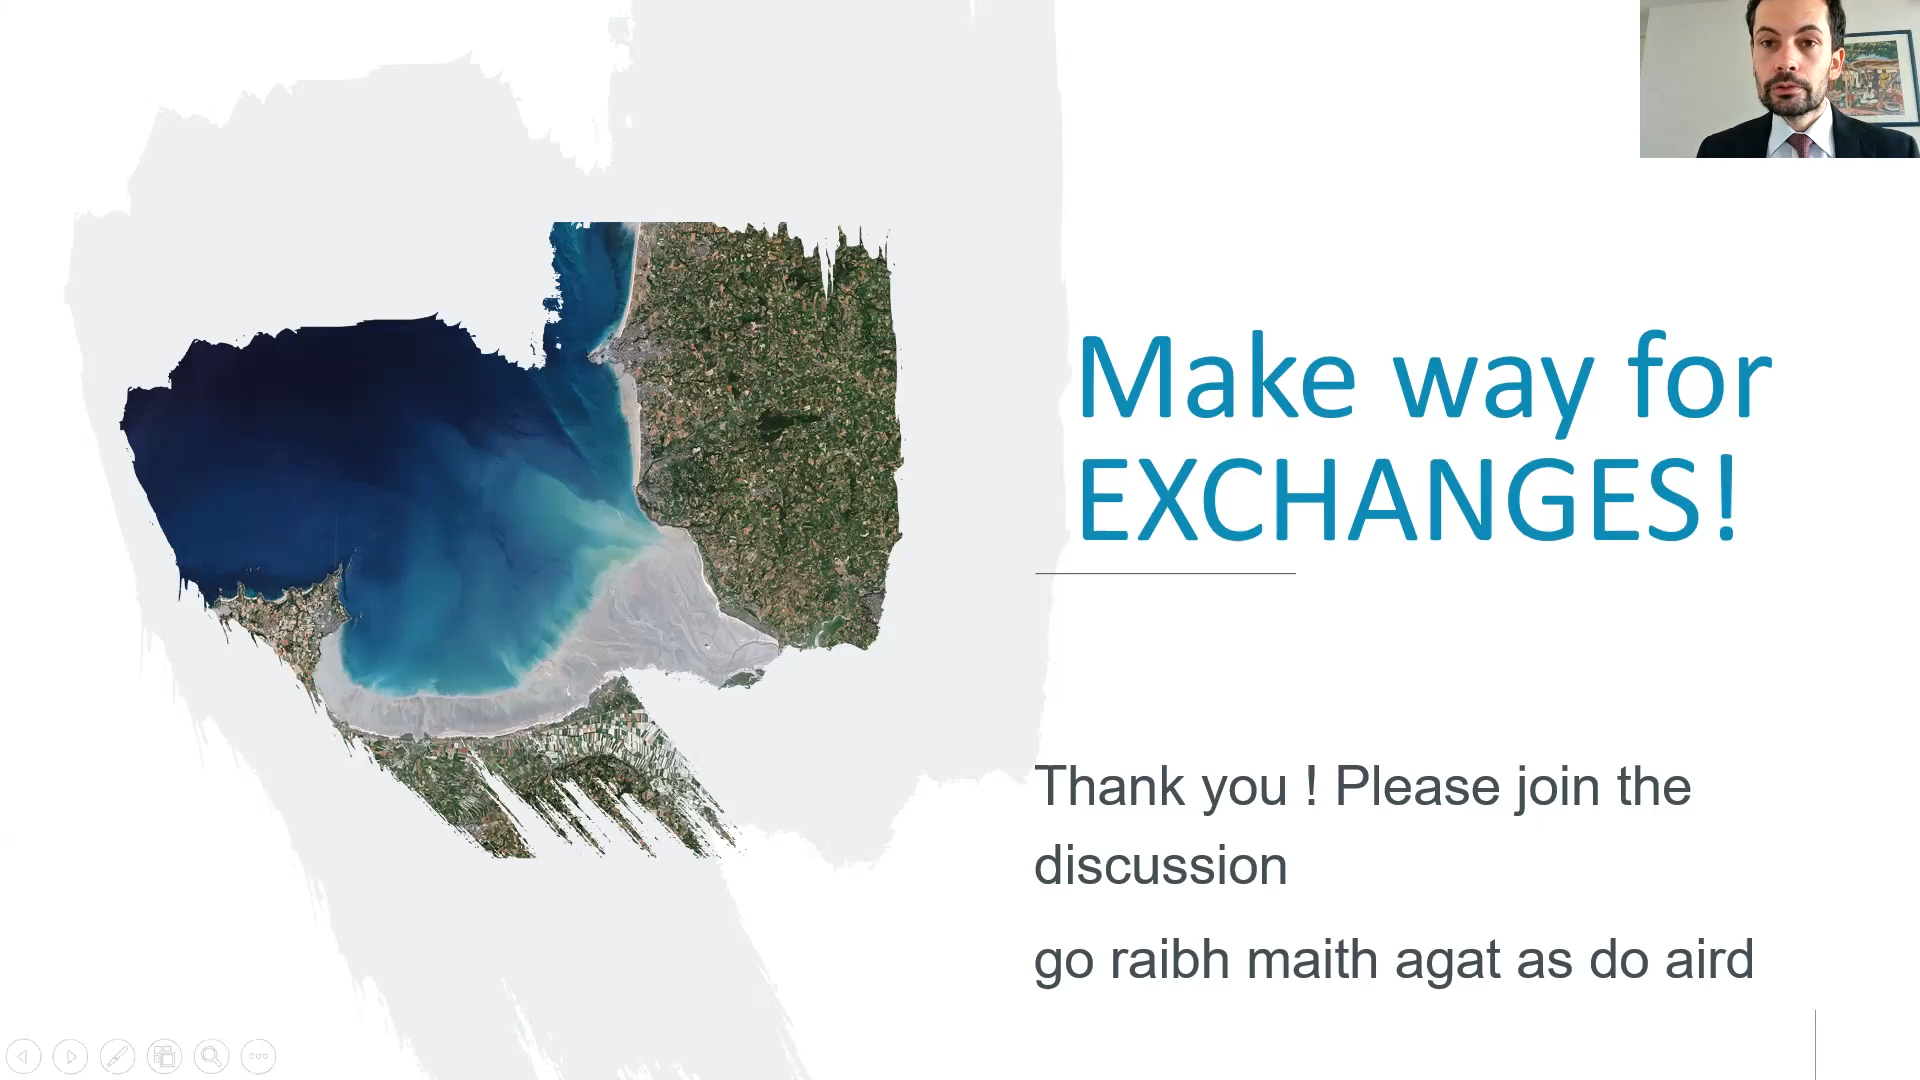 Make way for
EXCHANGES!
Thank you ! Please join the
discussion
go raibh maith agat as do aird